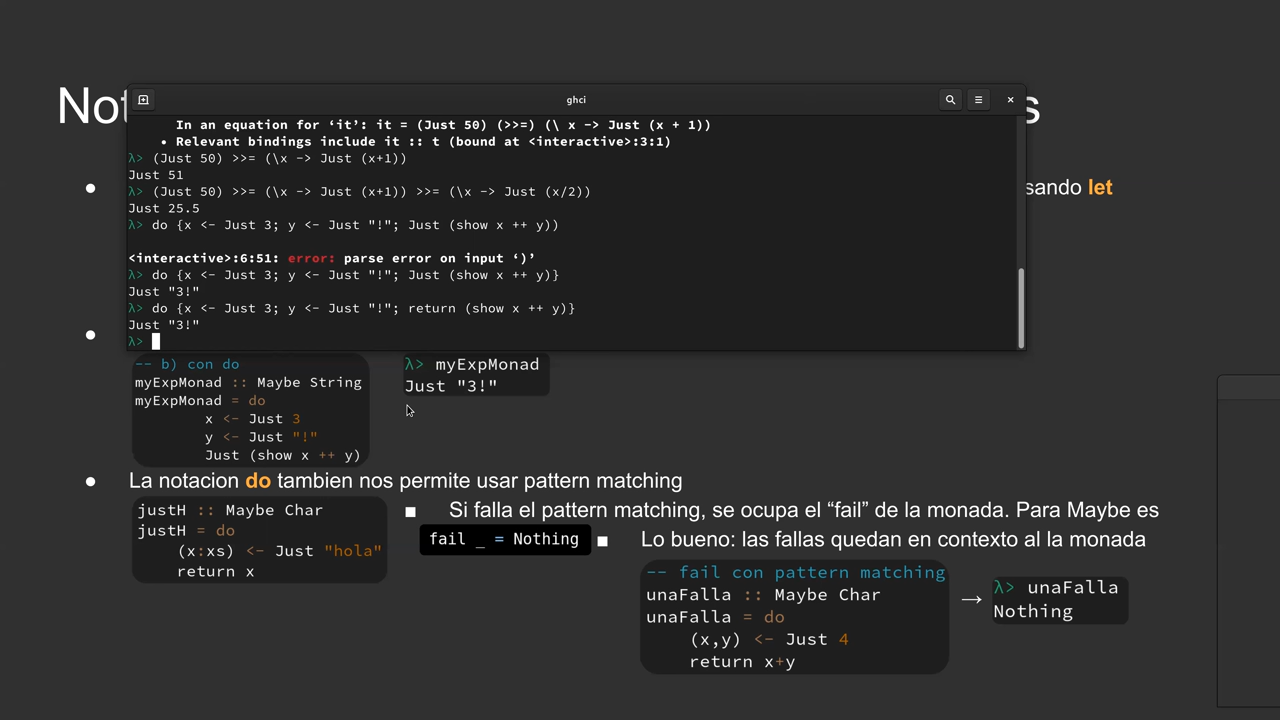 Not
s
ghci
In an equation for ‘it’: it = (Just 50) (>>=) (\ x -> Just (x + 1))
• Relevant bindings include it :: t (bound at <interactive>:3:1)
λ> (Just 50) >>= (\x -> Just (x+1))
Just 51
λ> (Just 50) >>= (\x -> Just (x+1)) >>= (\x -> Just (x/2))
Just 25.5
λ> do {x <- Just 3; y <- Just "!"; Just (show x ++ y))
<interactive>:6:51: error: parse error on input ‘)’
λ> do {x <- Just 3; y <- Just "!"; Just (show x ++ y)}
Just "3!"
λ> do {x <- Just 3; y <- Just "!"; return (show x ++ y)}
Just "3!"
λ>
sando let
-- b) con do
myExpMonad :: Maybe String
myExpMonad = do
x <- Just 3
y <- Just "!"
Just (show x ++ y)
λ> myExpMonad
Just "3!"
• La notacion do tambien nos permite usar pattern matching
justH :: Maybe Char
justH = do
(x:xs) <- Just "hola"
return x
■ Si falla el pattern matching, se ocupa el “fail” de la monada. Para Maybe es
fail _ = Nothing
■ Lo bueno: las fallas quedan en contexto al la monada
-- fail con pattern matching
unaFalla :: Maybe Char
unaFalla = do
(x,y) <- Just 4
return x+y
→
λ> unaFalla
Nothing